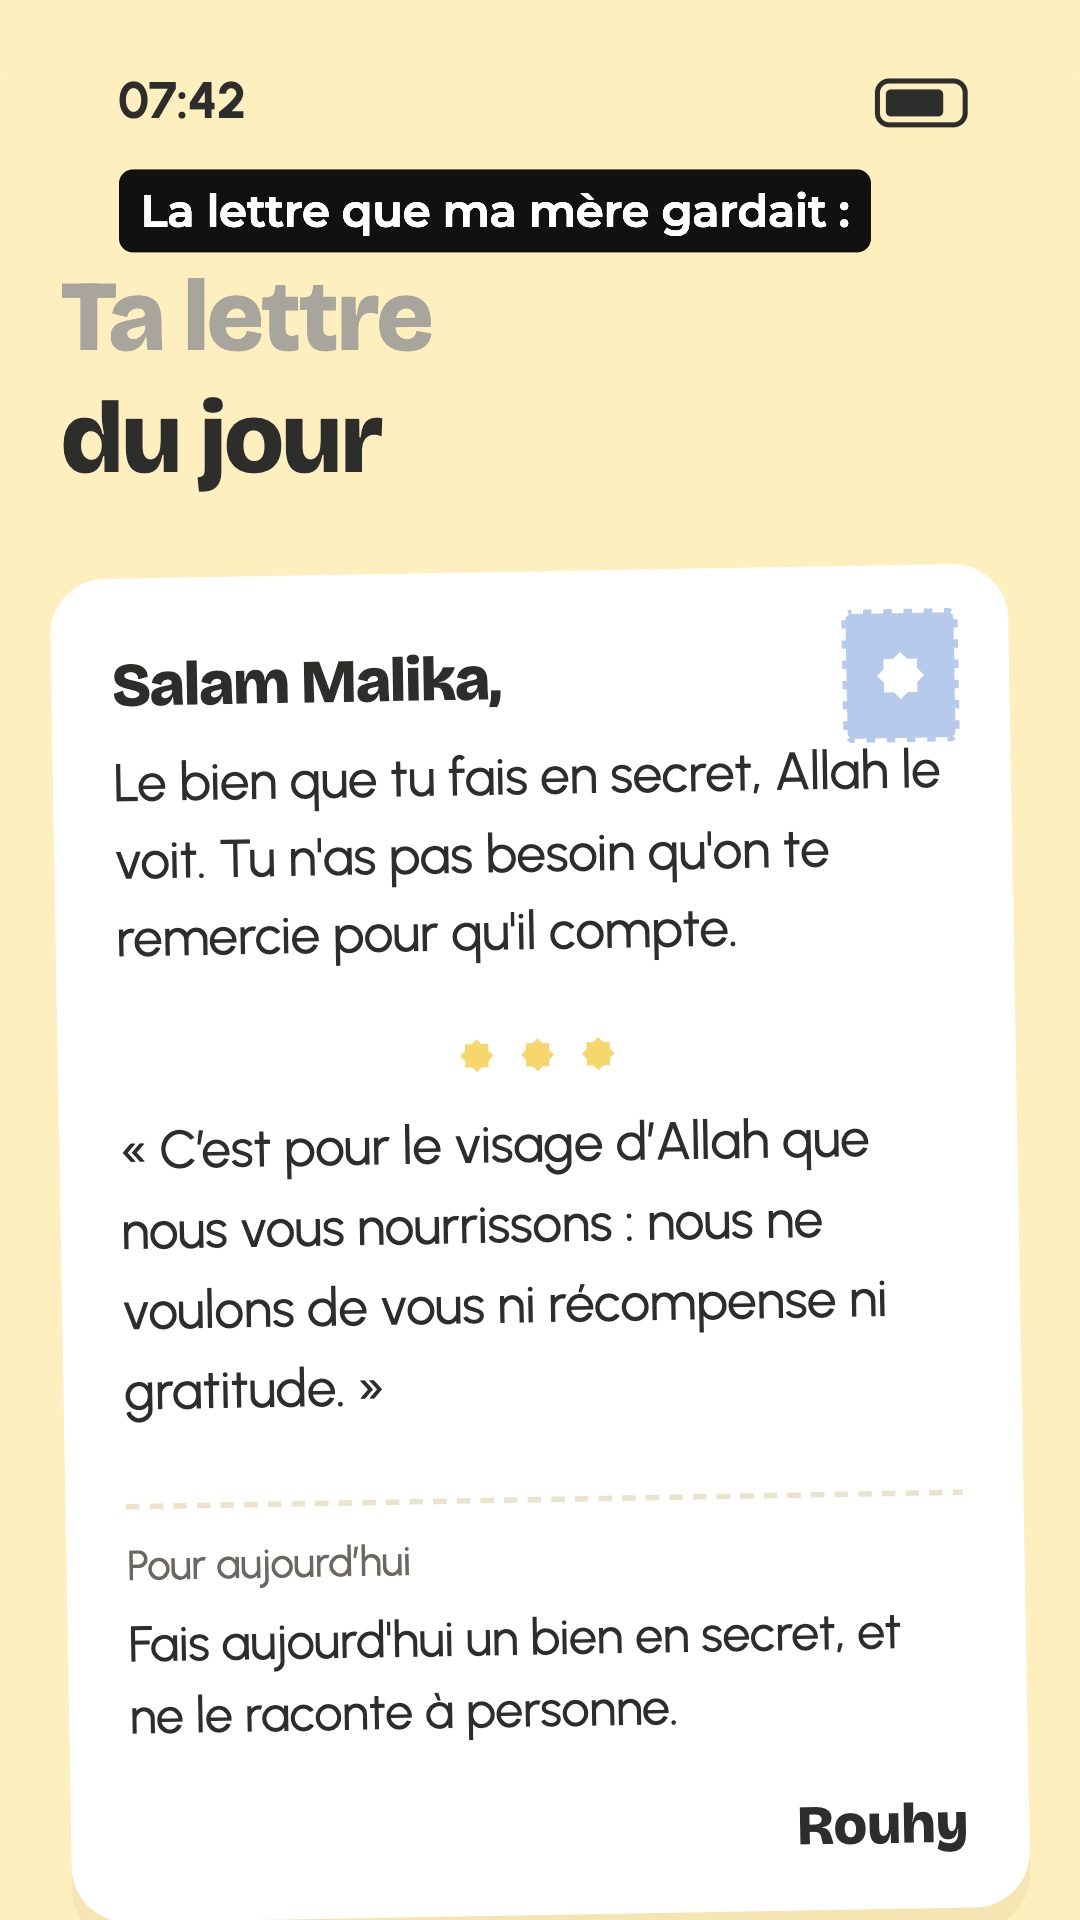 07:42
La lettre que ma mère gardait :
Ta lettre
du jour
Salam Malika,
Le bien que tu fais en secret, Allah le
voit. Tu n'as pas besoin qu'on te
remercie pour qu'il compte.
« C’est pour le visage d’Allah que
nous vous nourrissons : nous ne
voulons de vous ni récompense ni
gratitude. »
Pour aujourd’hui
Fais aujourd'hui un bien en secret, et
ne le raconte à personne.
Rouhy